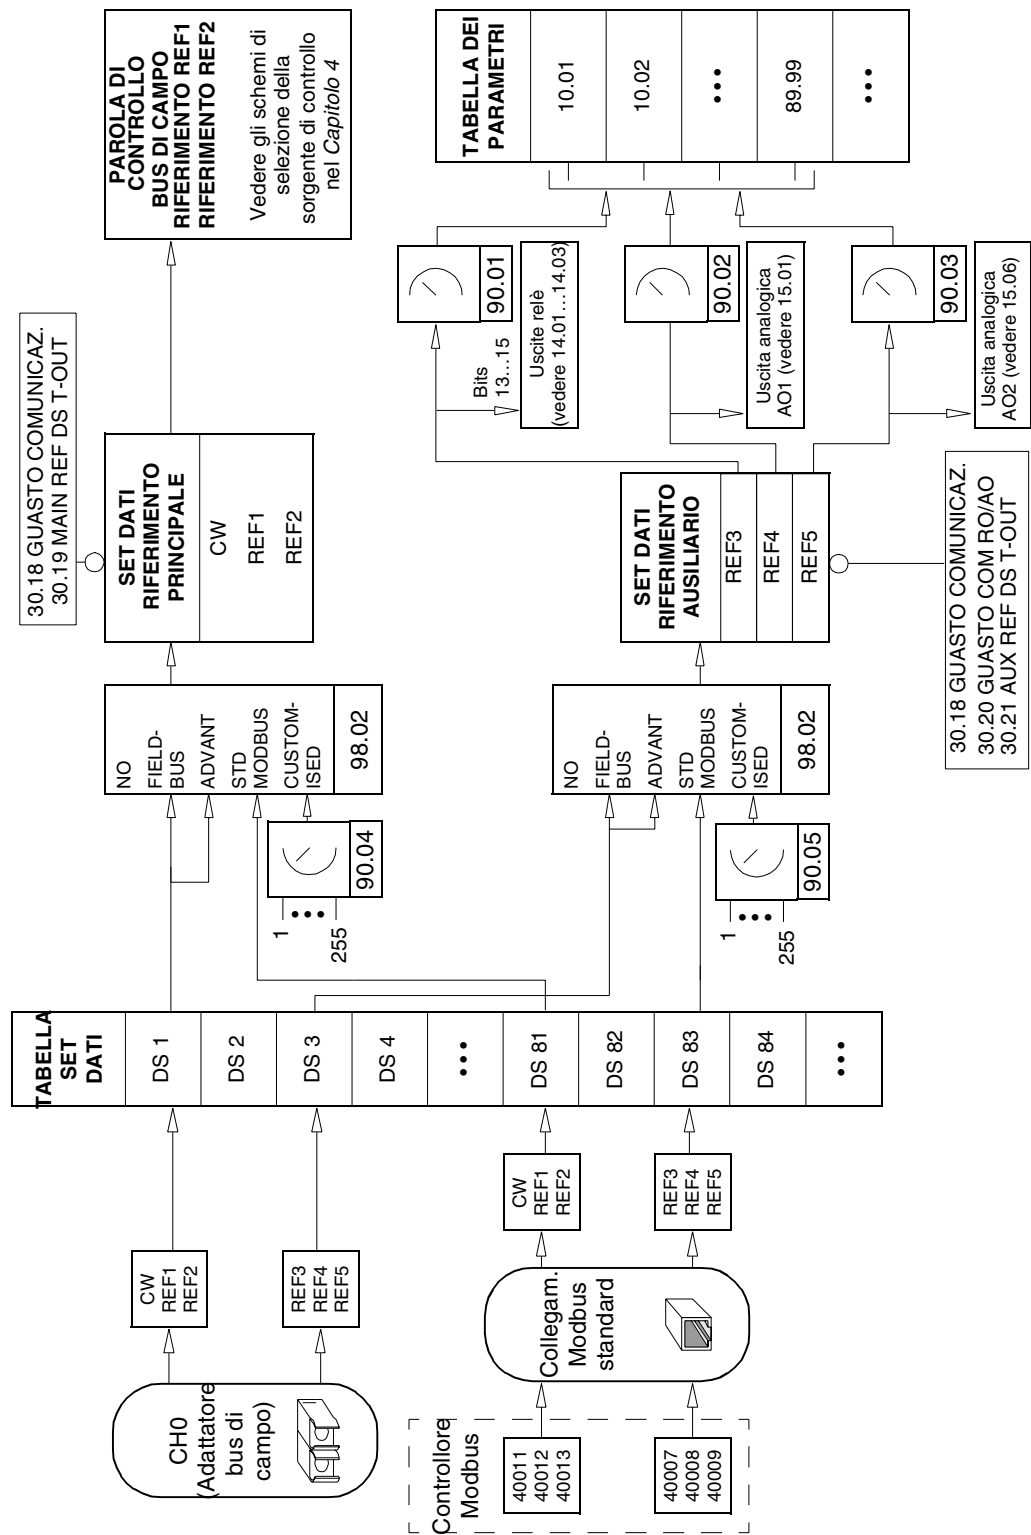 CH0
(Adattatore
bus di
campo)
Controllore
Modbus
40011
40012
40013
40007
40008
40009
Collegam.
Modbus
standard
CW
REF1
REF2
REF3
REF4
REF5
CW
REF1
REF2
REF3
REF4
REF5
TABELLA
SET
DATI
DS 1
DS 2
DS 3
DS 4
•••
DS 81
DS 82
DS 83
DS 84
•••
1
•••
255
90.04
1
•••
255
90.05
NO
FIELD-
BUS
ADVANT
STD
MODBUS
CUSTOM-
ISED
98.02
NO
FIELD-
BUS
ADVANT
STD
MODBUS
CUSTOM-
ISED
98.02
30.18 GUASTO COMUNICAZ.
30.19 MAIN REF DS T-OUT
SET DATI
RIFERIMENTO
PRINCIPALE
CW
REF1
REF2
SET DATI
RIFERIMENTO
AUSILIARIO
REF3
REF4
REF5
30.18 GUASTO COMUNICAZ.
30.20 GUASTO COM RO/AO
30.21 AUX REF DS T-OUT
PAROLA DI
CONTROLLO
BUS DI CAMPO
RIFERIMENTO REF1
RIFERIMENTO REF2
Vedere gli schemi di
selezione della
sorgente di controllo
nel Capitolo 4
Bits
13...15
90.01
Uscite relè
(vedere 14.01...14.03)
90.02
Uscita analogica
AO1 (vedere 15.01)
90.03
Uscita analogica
AO2 (vedere 15.06)
TABELLA DEI
PARAMETRI
10.01
10.02
•••
89.99
•••